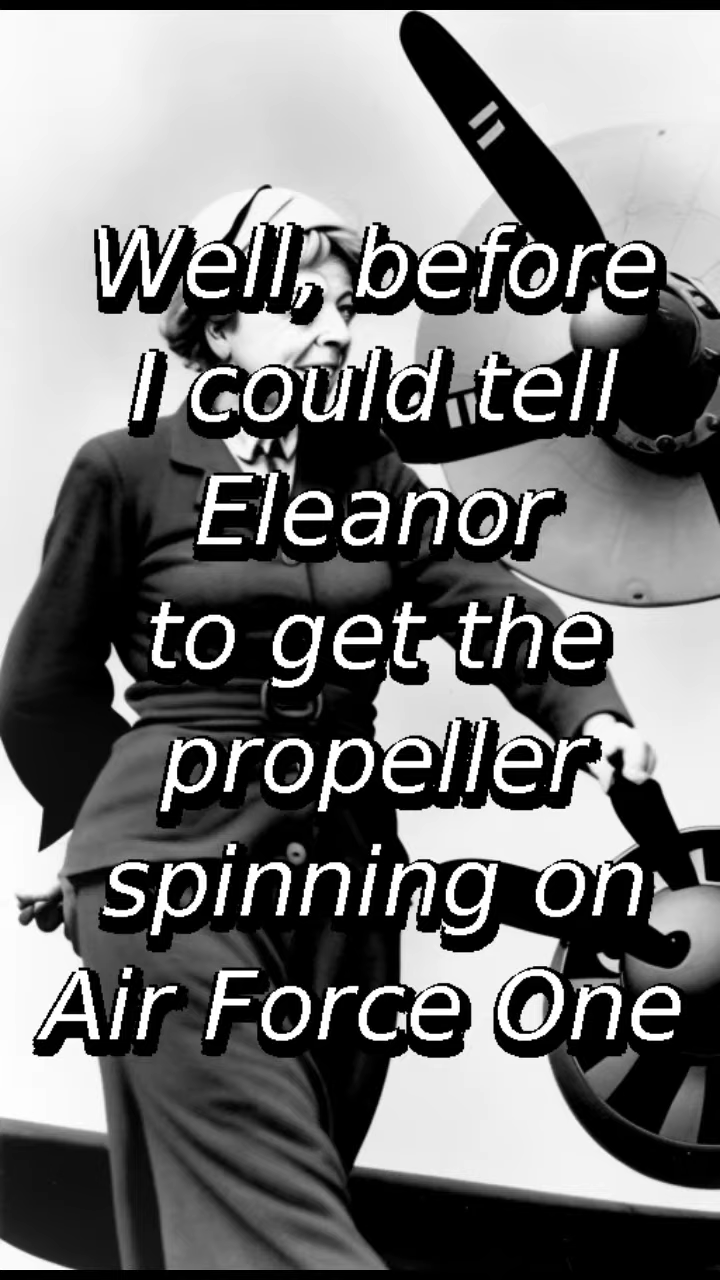 Well, before
I could tell
Eleanor
to get the
propeller
spinning on
Air Force One